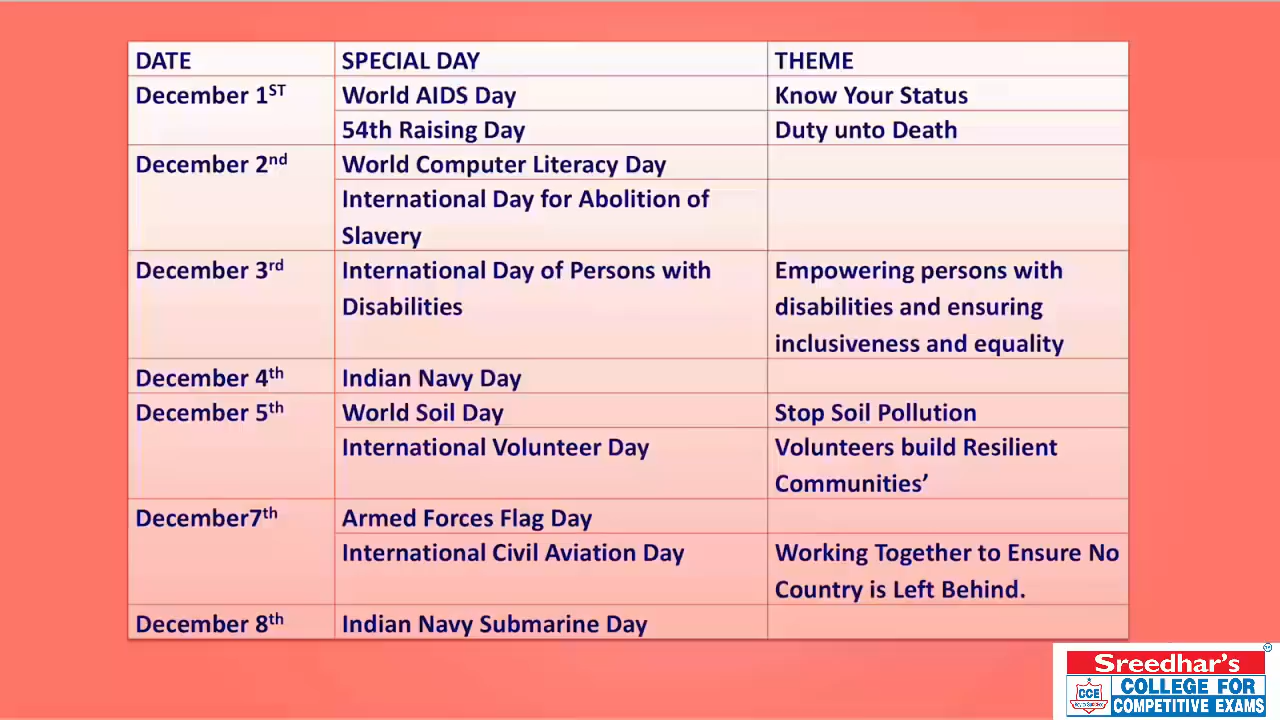 DATE SPECIAL DAY THEME
December 1ST World AIDS Day Know Your Status
54th Raising Day Duty unto Death
December 2nd World Computer Literacy Day
International Day for Abolition of
Slavery
December 3rd International Day of Persons with Empowering persons with
Disabilities disabilities and ensuring
inclusiveness and equality
December 4th Indian Navy Day
December 5th World Soil Day Stop Soil Pollution
International Volunteer Day Volunteers build Resilient
Communities’
December7th Armed Forces Flag Day
International Civil Aviation Day Working Together to Ensure No
Country is Left Behind.
December 8th Indian Navy Submarine Day
Sreedhar's
CCE COLLEGE FOR
COMPETITIVE EXAMS